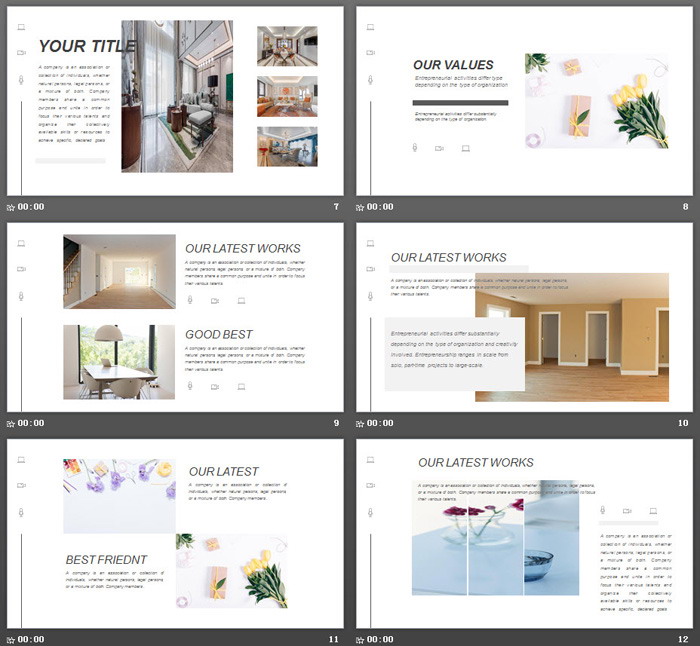 YOUR TITLE
A company is an association or
collection of individuals, whether
natural persons, legal persons, or
a mixture of both. Company
members share a common
purpose and unite in order to
focus their various talents and
organize their collectively
available skills or resources to
achieve specific, declared goals
00:00
7
OUR VALUES
Entrepreneurial activities differ type
depending on the type of organization
Entrepreneurial activities differ substantially
depending on the type of organization
00:00
8
OUR LATEST WORKS
A company is an association or collection of individuals, whether
natural persons, legal persons, or a mixture of both. Company
members share a common purpose and unite in order to focus
their various talents
GOOD BEST
A company is an association or collection of individuals, whether
natural persons, legal persons, or a mixture of both. Company
members share a common purpose and unite in order to focus
their various talents
00:00
9
OUR LATEST WORKS
A company is an association or collection of individuals, whether natural persons, legal persons,
or a mixture of both. Company members share a common purpose and unite in order to focus
their various talents
Entrepreneurial activities differ substantially
depending on the type of organization and creativity
involved. Entrepreneurship ranges in scale from
solo, part-time projects to large-scale.
00:00
10
OUR LATEST
A company is an association or collection of
individuals, whether natural persons, legal persons,
or a mixture of both. Company members
BEST FRIEDNT
A company is an association or collection of
individuals, whether natural persons, legal persons,
or a mixture of both. Company members
00:00
11
OUR LATEST WORKS
A company is an association or collection of individuals, whether natural persons, legal persons,
or a mixture of both. Company members share a common purpose and unite in order to focus
their various talents
A company is an association or
collection of individuals, whether
natural persons, legal persons, or
a mixture of both. Company
members share a common
purpose and unite in order to
focus their various talents and
organize their collectively
available skills or resources to
achieve specific, declared goals
00:00
12